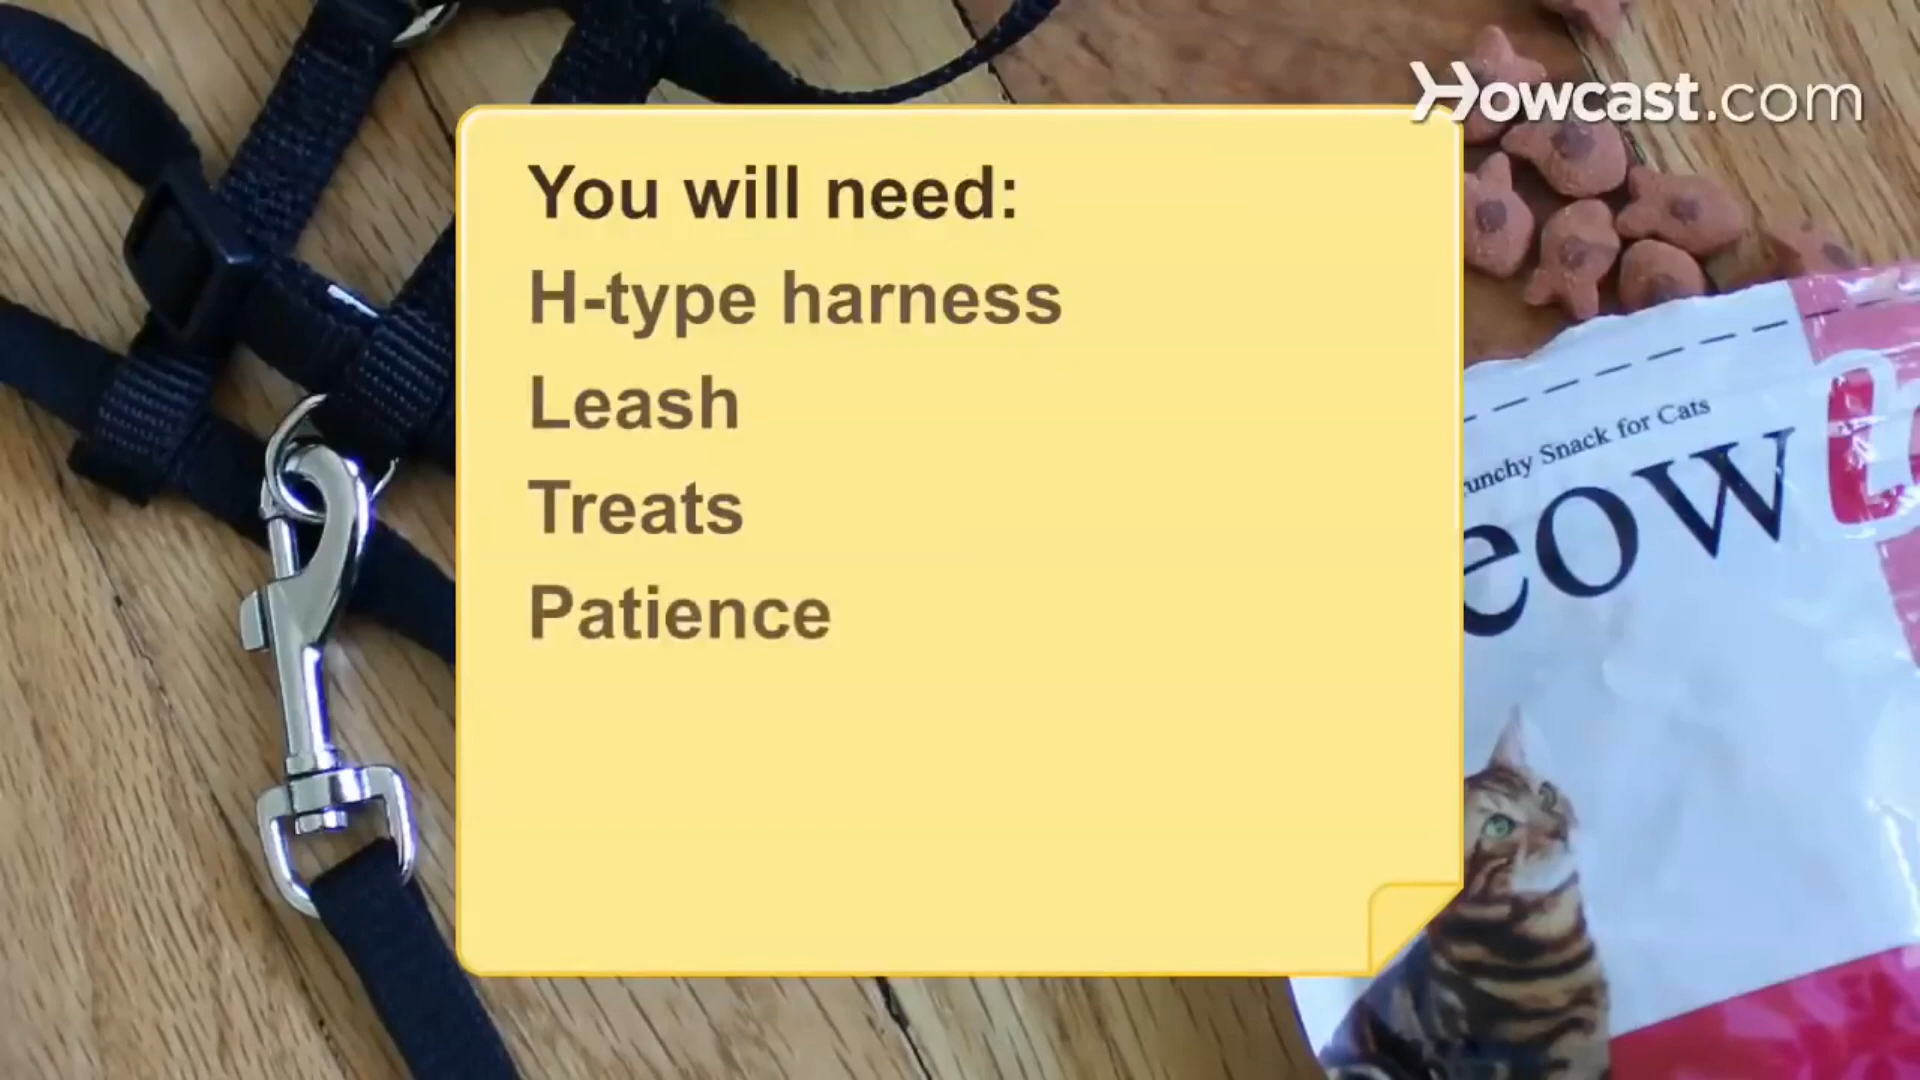 Howcast.com
You will need:
H-type harness
Leash
Treats
Patience
Snack for Cats
eow